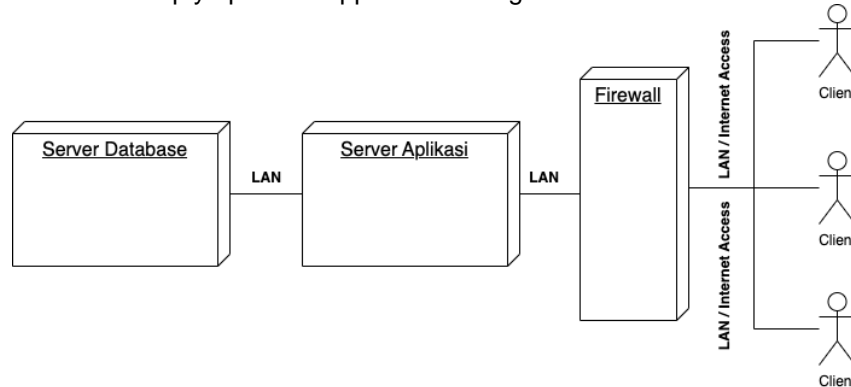 Server Database
LAN
Server Aplikasi
LAN
Firewall
LAN / Internet Access
LAN / Internet Access
Clien
Clien
Clien